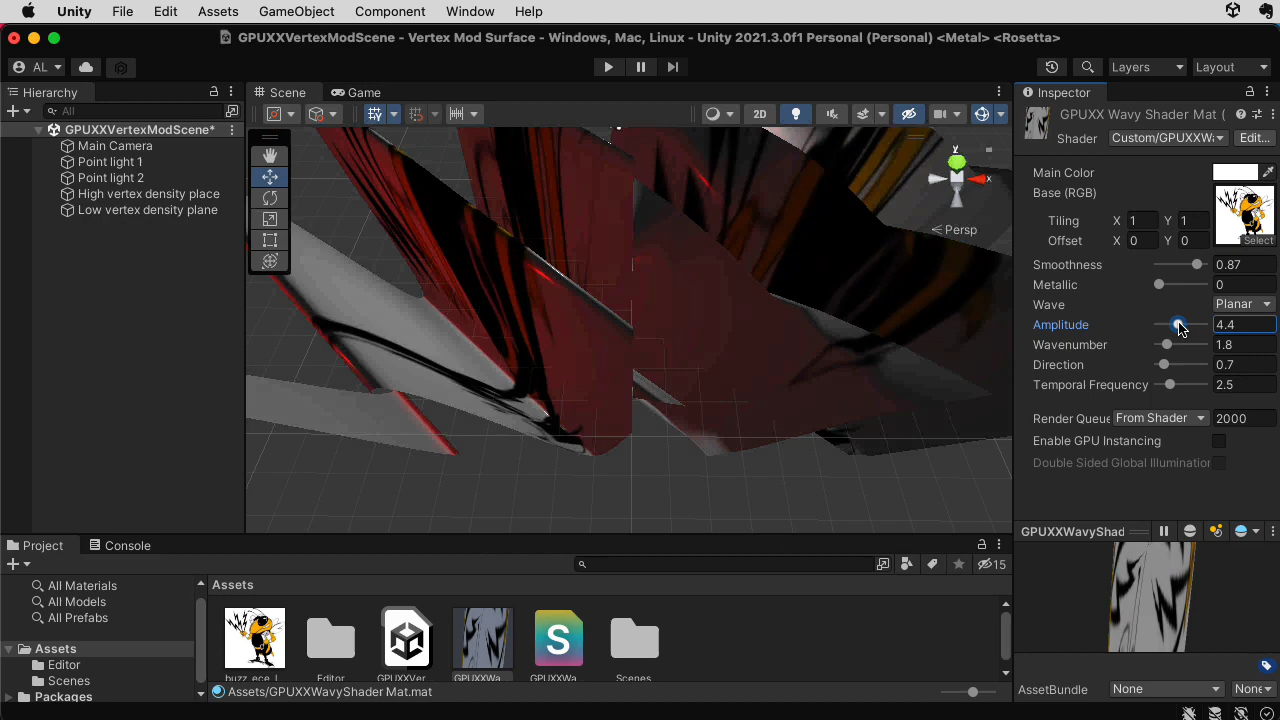 Unity File Edit Assets GameObject Component Window Help
GPUXXVertexModScene - Vertex Mod Surface - Windows, Mac, Linux - Unity 2021.3.0f1 Personal (Personal) <Metal> <Rosetta>
AL Layers Layout
Hierarchy
All
GPUXXVertexModScene*
Main Camera
Point light 1
Point light 2
High vertex density place
Low vertex density plane
Scene Game
2D
y
x
Persp
Inspector
GPUXX Wavy Shader Mat (
Shader Custom/GPUXXW Edit...
Main Color
Base (RGB)
Tiling X 1 Y 1
Offset X 0 Y 0
Select
Smoothness 0.87
Metallic 0
Wave Planar
Amplitude 4.4
Wavenumber 1.8
Direction 0.7
Temporal Frequency 2.5
Render Queue From Shader 2000
Enable GPU Instancing
Double Sided Global Illumination
GPUXXWavyShad
AssetBundle None None
Project Console
15
All Materials
All Models
All Prefabs
Assets
Editor
Scenes
Packages
Assets
S
buzz_ece_l Editor GPUXXVer GPUXXWa GPUXXWa Scenes
Assets/GPUXXWavyShader Mat.mat